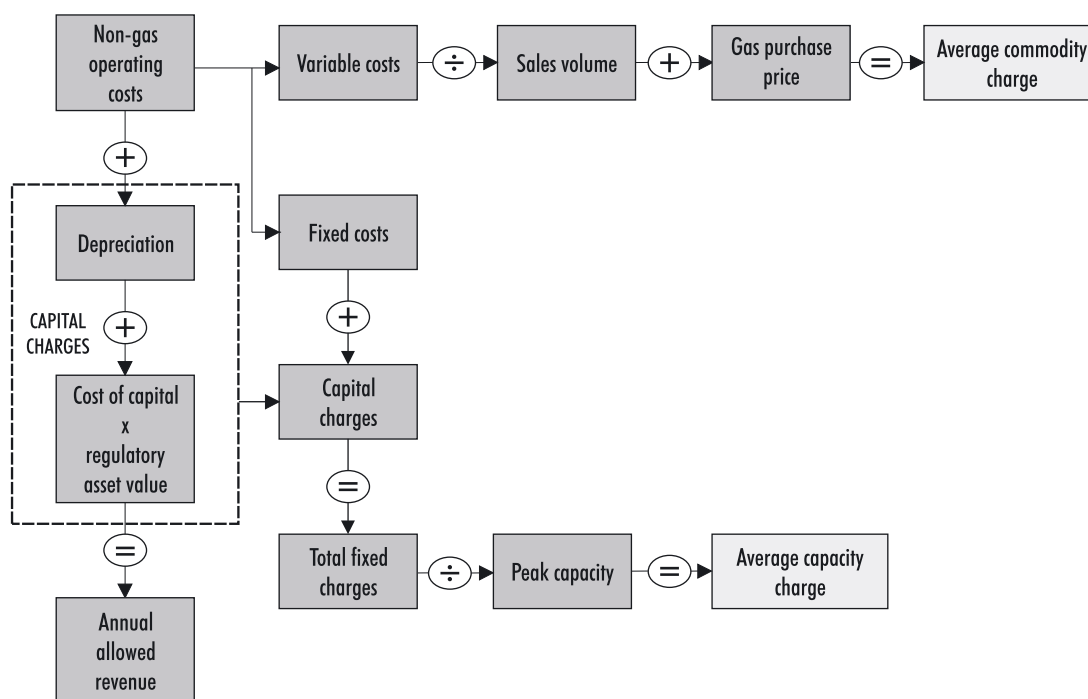 Non-gas
operating
costs
Variable costs
÷
Sales volume
+
Gas purchase
price
=
Average commodity
charge
+
Depreciation
Fixed costs
+
CAPITAL
CHARGES
+
Cost of capital
x
regulatory
asset value
Capital
charges
=
=
Total fixed
charges
÷
Peak capacity
=
Average capacity
charge
Annual
allowed
revenue